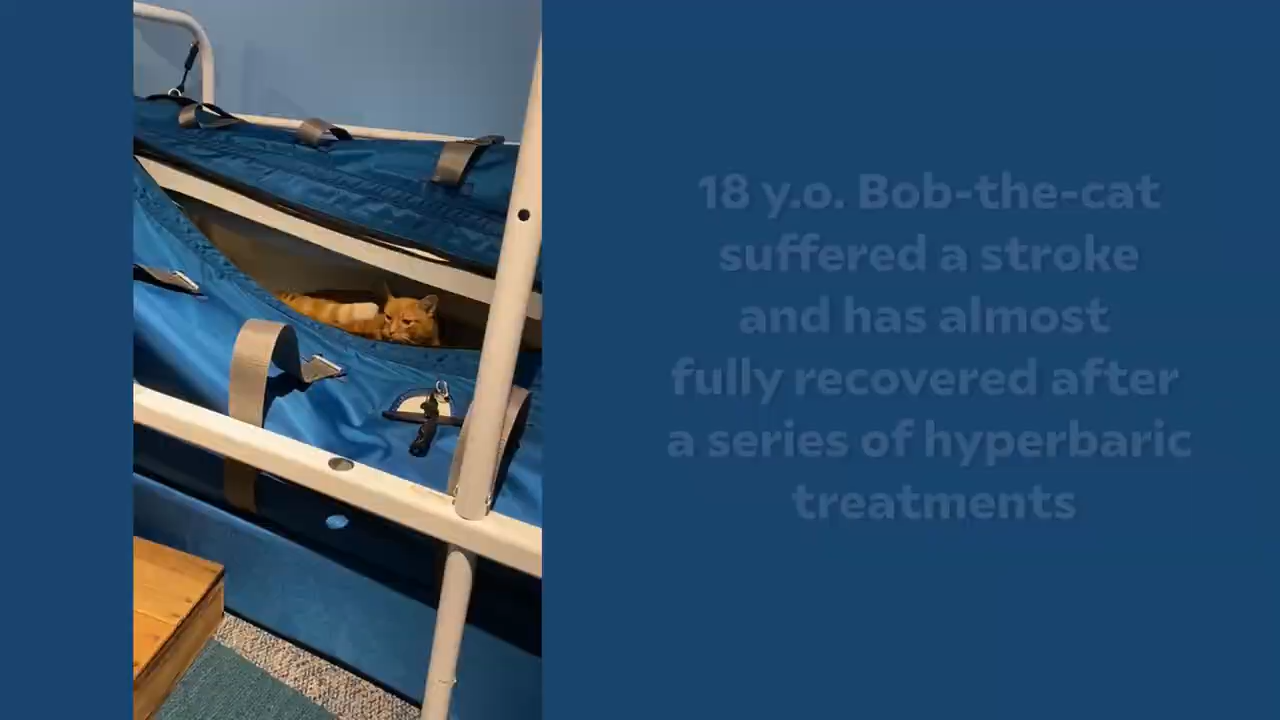 18 y.o. Bob-the-cat
suffered a stroke
and has almost
fully recovered after
a series of hyperbaric
treatments